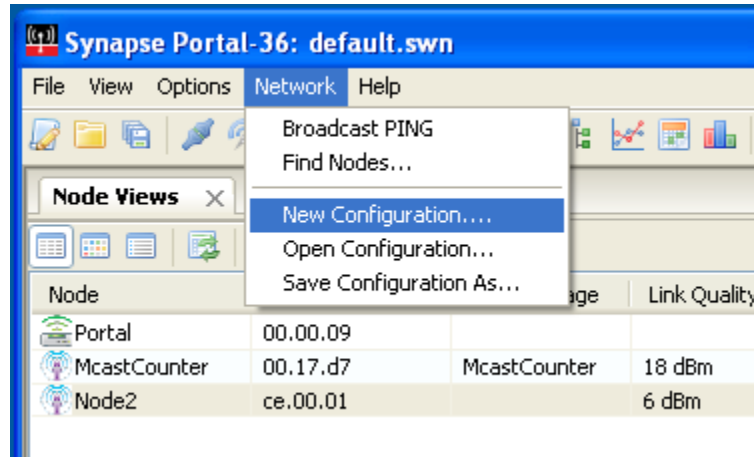 Synapse Portal-36: default.swn
File View Options Network Help
Broadcast PING
Find Nodes...
Node Views
New Configuration....
Open Configuration...
Save Configuration As...
Node Link Quality
Portal 00.00.09
McastCounter 00.17.d7 McastCounter 18 dBm
Node2 ce.00.01 6 dBm